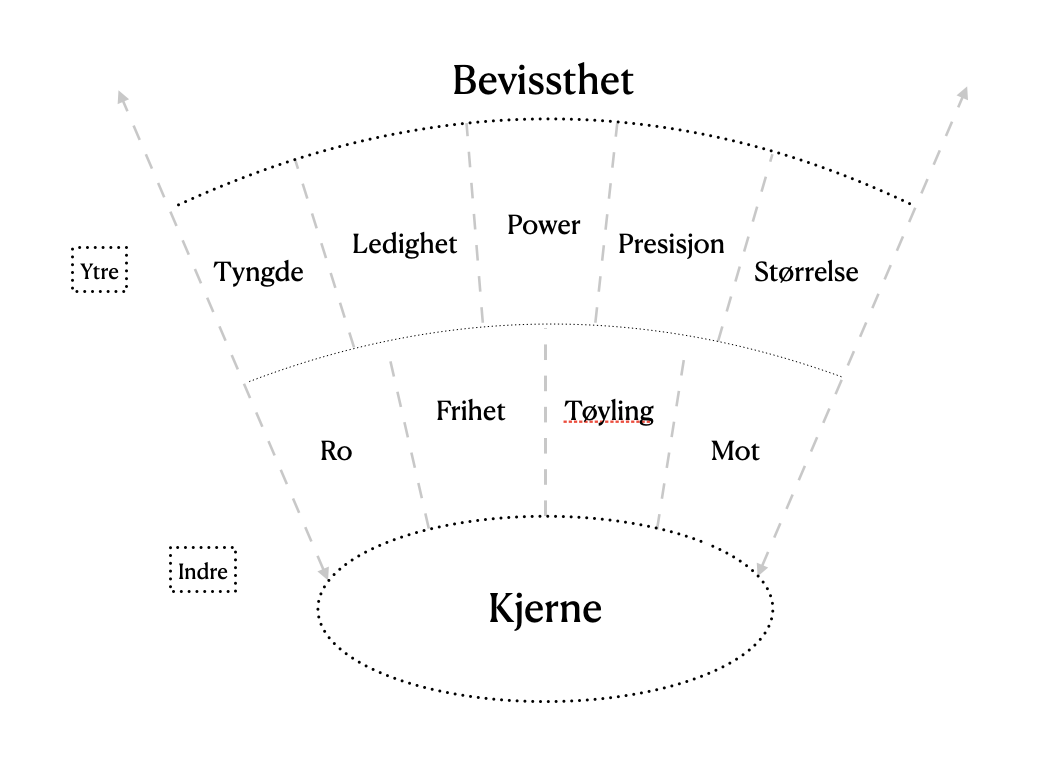 Bevissthet
Ytre
Tyngde
Ledighet
Power
Presisjon
Størrelse
Ro
Frihet
Tøyling
Mot
Indre
Kjerne